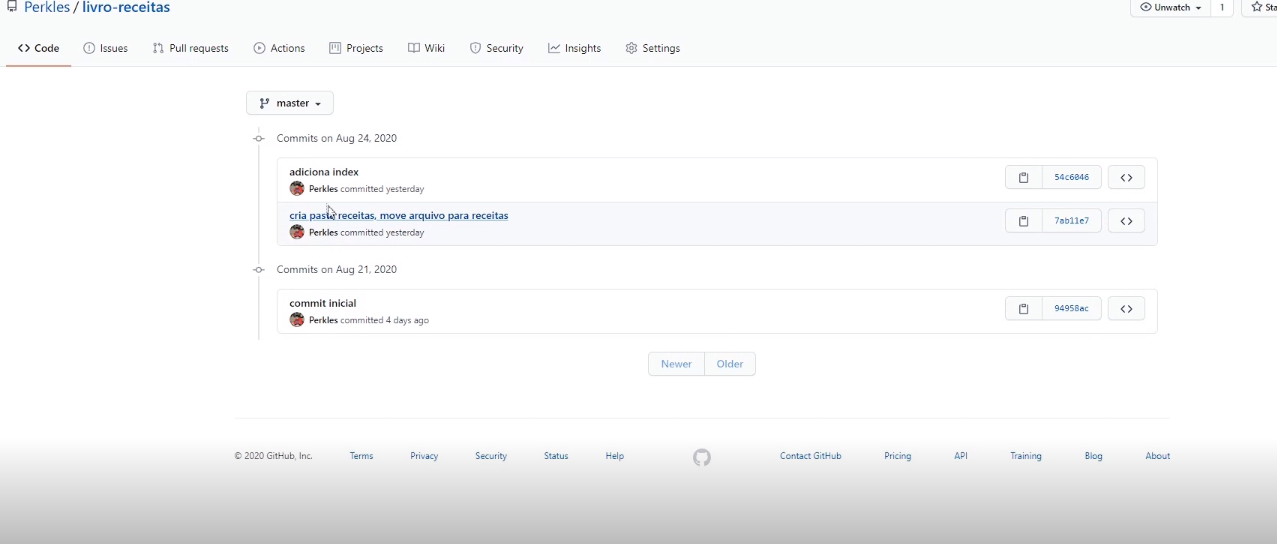 Perkles / livro-receitas
Unwatch 1
Code Issues Pull requests Actions Projects Wiki Security Insights Settings
master
Commits on Aug 24, 2020
adiciona index
Perkles committed yesterday
54c6046
cria pasta receitas, move arquivo para receitas
Perkles committed yesterday
7ab11e7
Commits on Aug 21, 2020
commit inicial
Perkles committed 4 days ago
94958ac
Newer Older
© 2020 GitHub, Inc. Terms Privacy Security Status Help Contact GitHub Pricing API Training Blog About